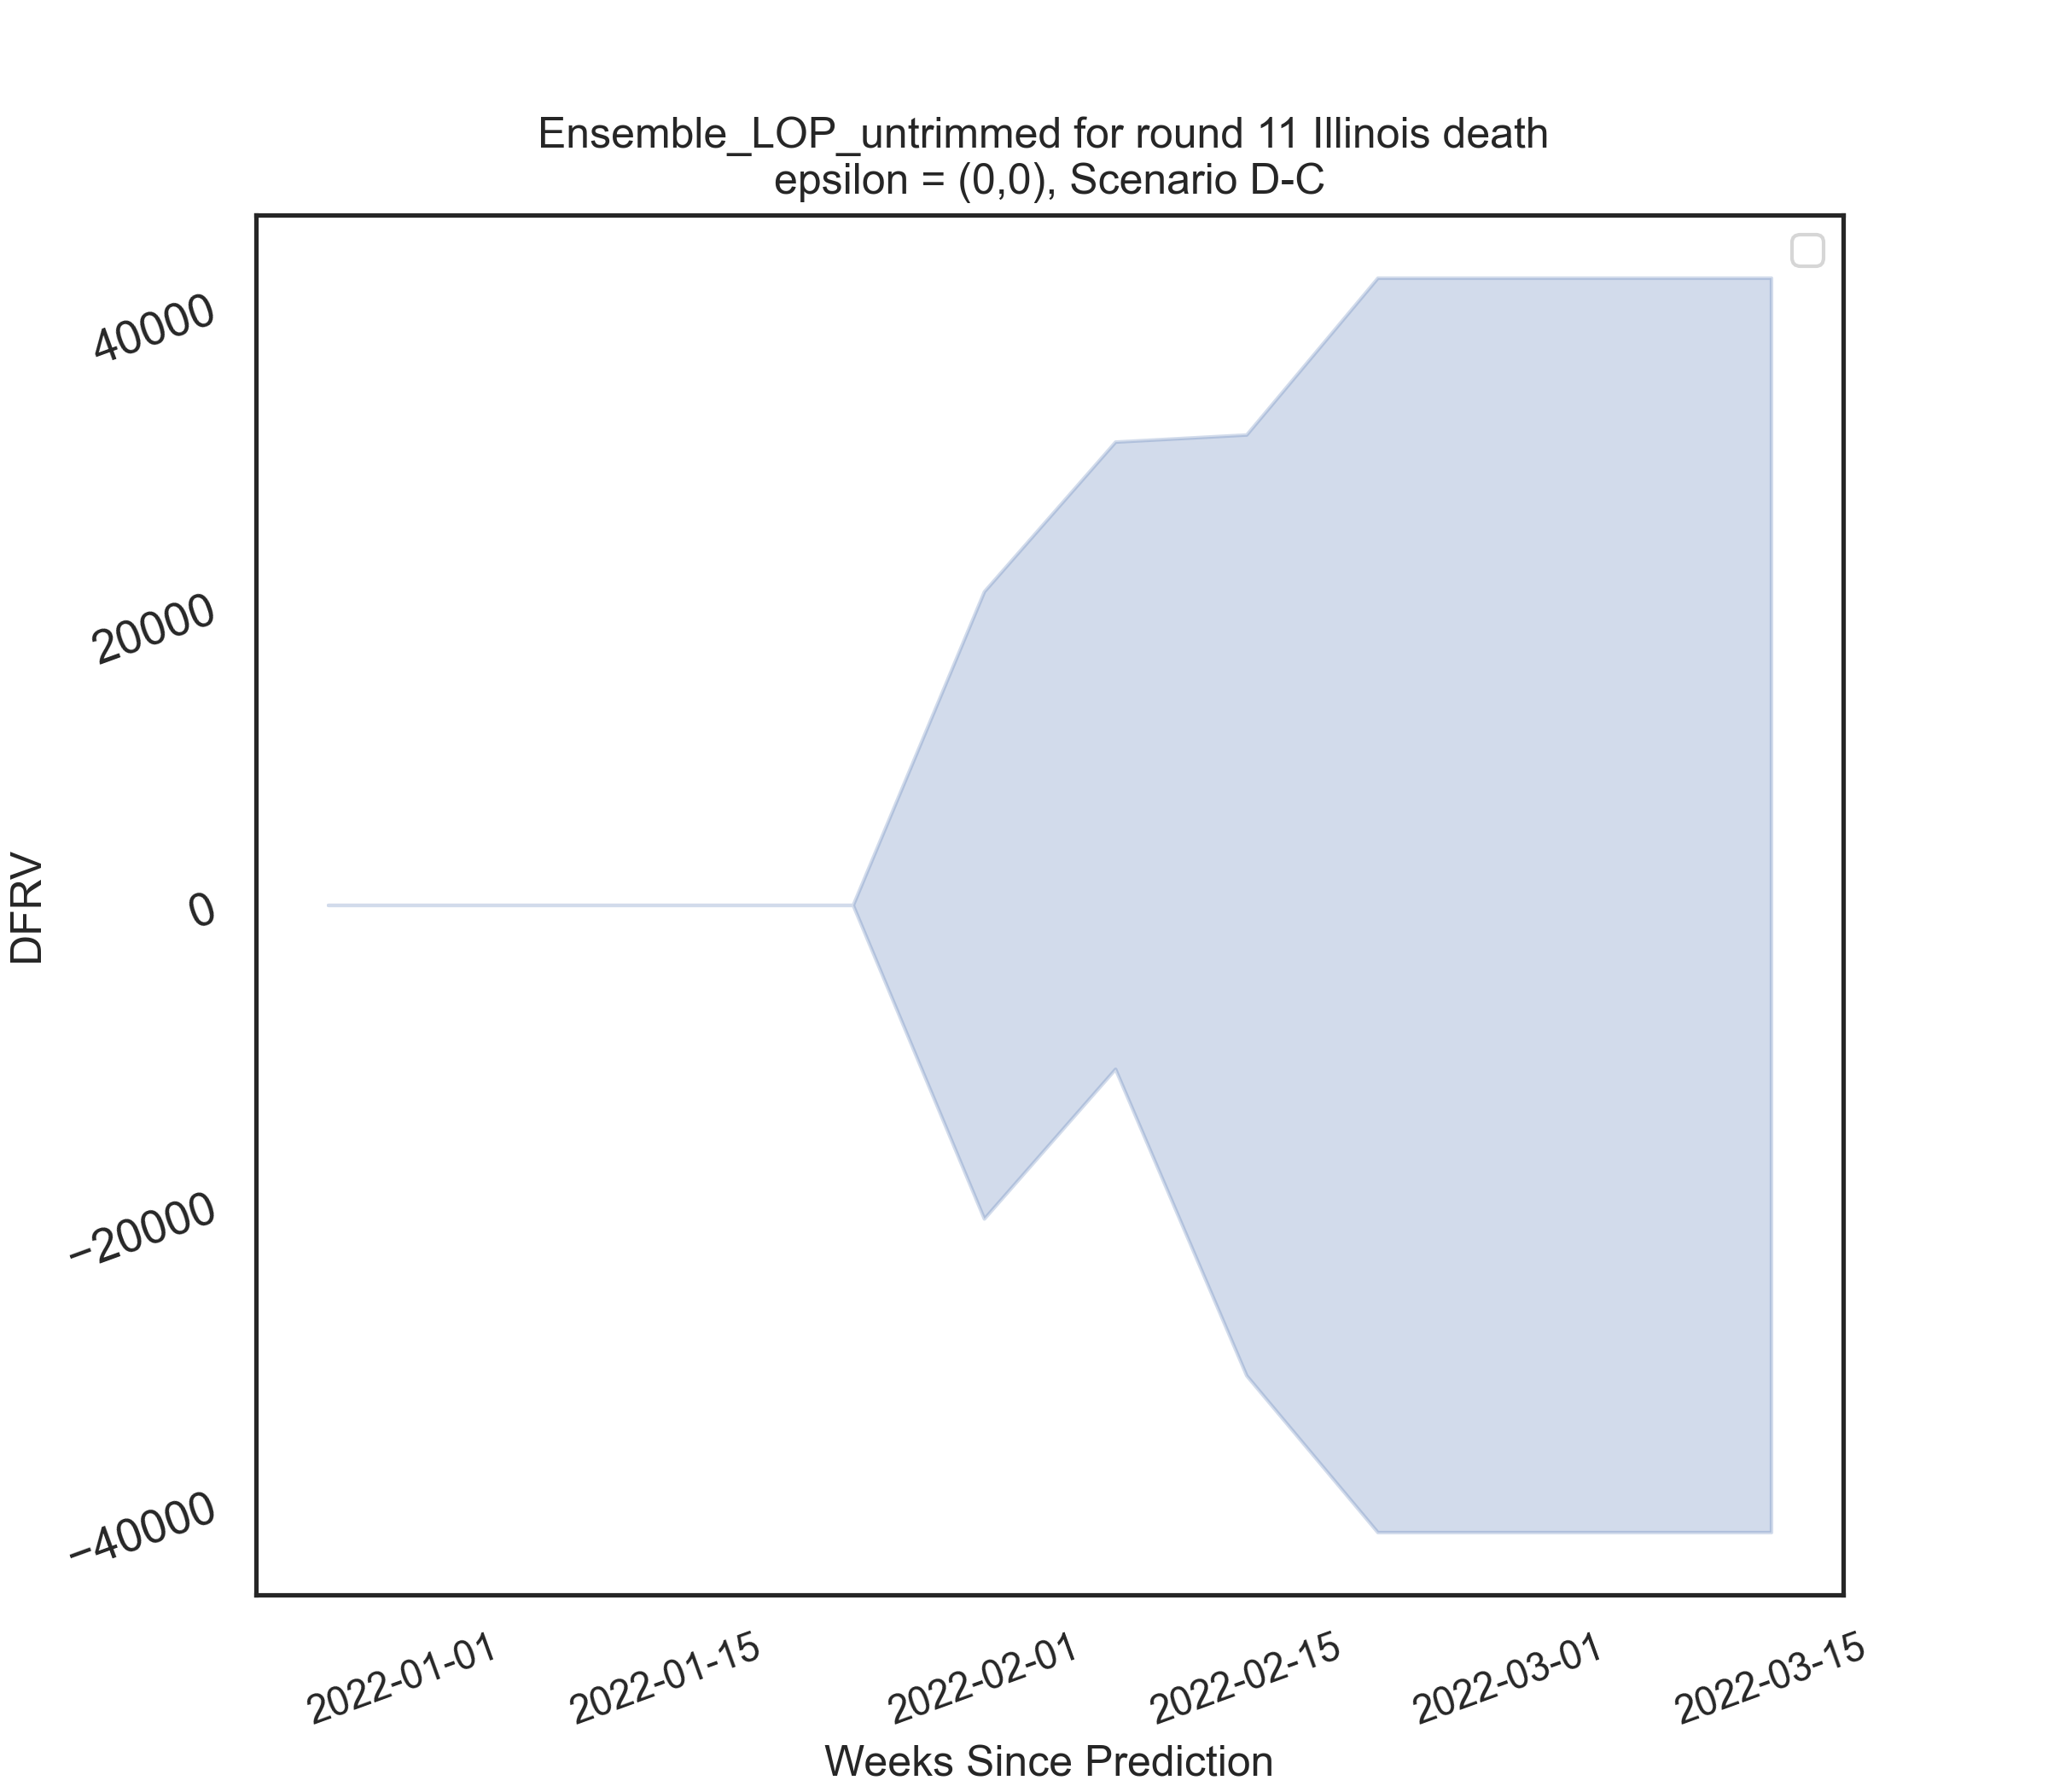 Ensemble_LOP_untrimmed for round 11 Illinois death
epsilon = (0,0), Scenario D-C
40000
20000
0
−20000
−40000
DFRV
2022-01-01
2022-01-15
2022-02-01
2022-02-15
2022-03-01
2022-03-15
Weeks Since Prediction